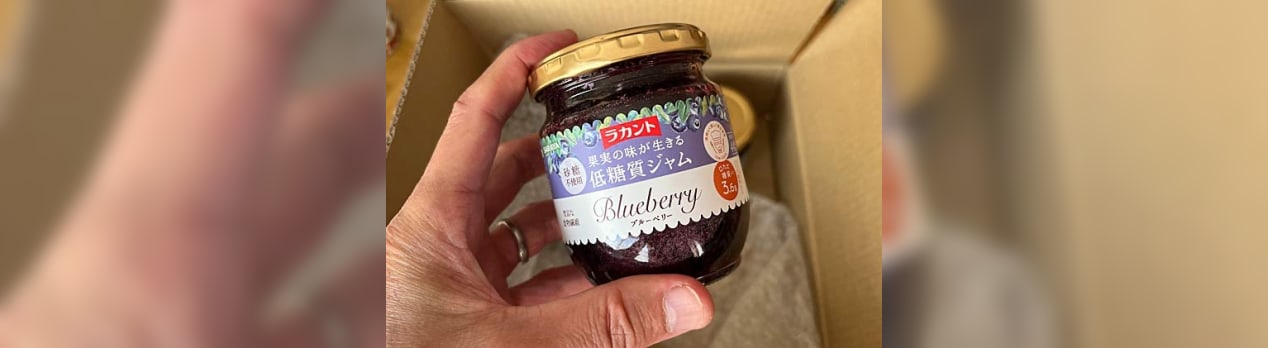 ラカント
果実の味が生きる
低糖質ジャム
砂糖
不使用
Blueberry
ブルーベリー
3.6g